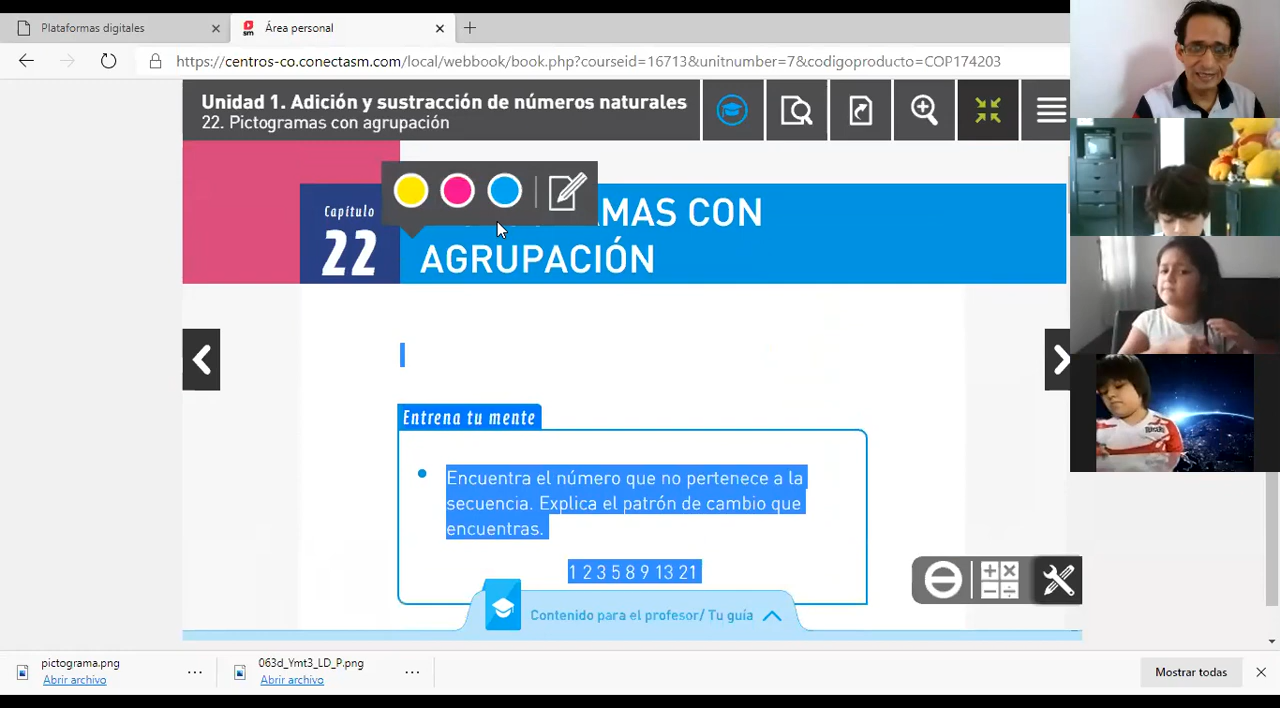 Plataformas digitales
Área personal
https://centros-co.conectasm.com/local/webbook/book.php?courseid=16713&unitnumber=7&codigoproducto=COP174203
Unidad 1. Adición y sustracción de números naturales
22. Pictogramas con agrupación
Capítulo
22
MAS CON
AGRUPACIÓN
Entrena tu mente
Encuentra el número que no pertenece a la
secuencia. Explica el patrón de cambio que
encuentras.
1 2 3 5 8 9 13 21
Contenido para el profesor/ Tu guía
pictograma.png
Abrir archivo
063d_Ymt3_LD_P.png
Abrir archivo
Mostrar todas